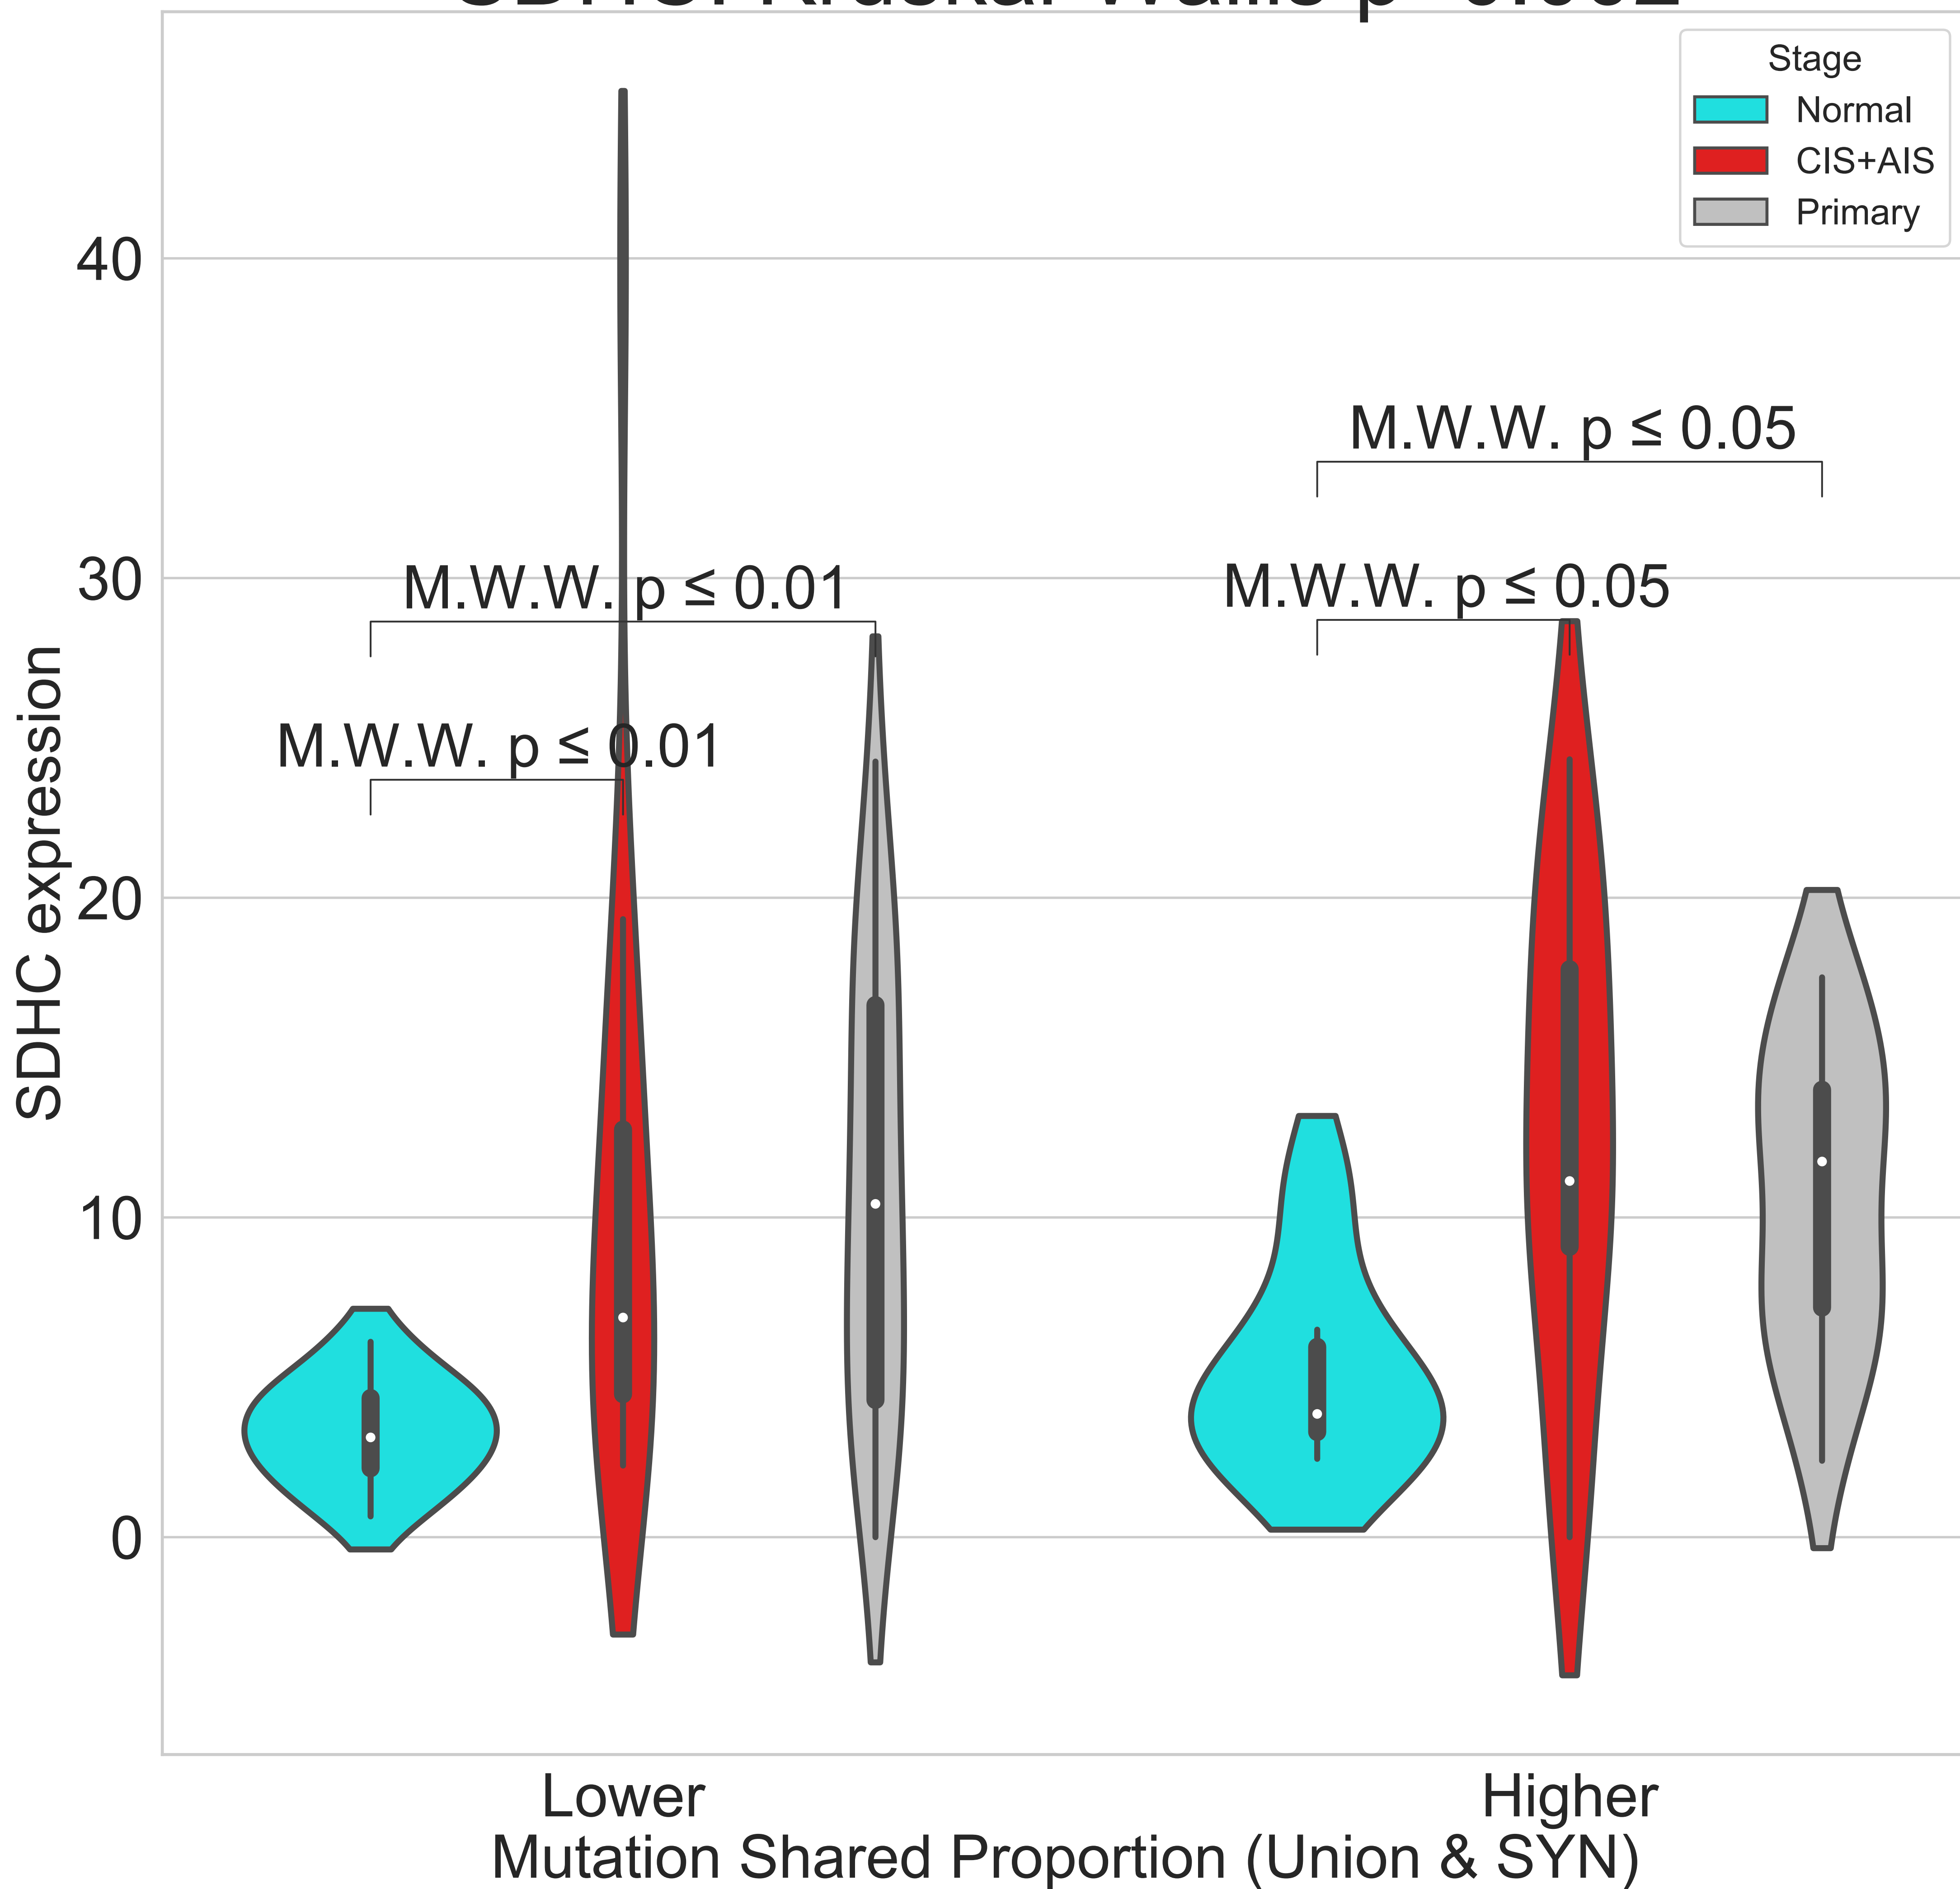 Stage
Normal
CIS+AIS
Primary
40
30
20
10
0
SDHC expression
M.W.W. p ≤ 0.05
M.W.W. p ≤ 0.01
M.W.W. p ≤ 0.05
M.W.W. p ≤ 0.01
Lower
Higher
Mutation Shared Proportion (Union & SYN)